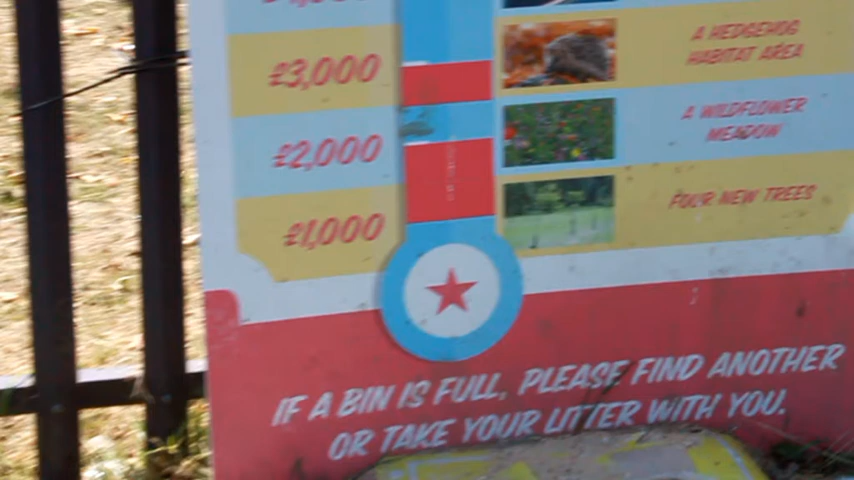 £3,000
A HEDGEHOG
HABITAT AREA
£2,000
A WILDFLOWER
MEADOW
£1,000
FOUR NEW TREES
IF A BIN IS FULL, PLEASE FIND ANOTHER
OR TAKE YOUR LITTER WITH YOU.